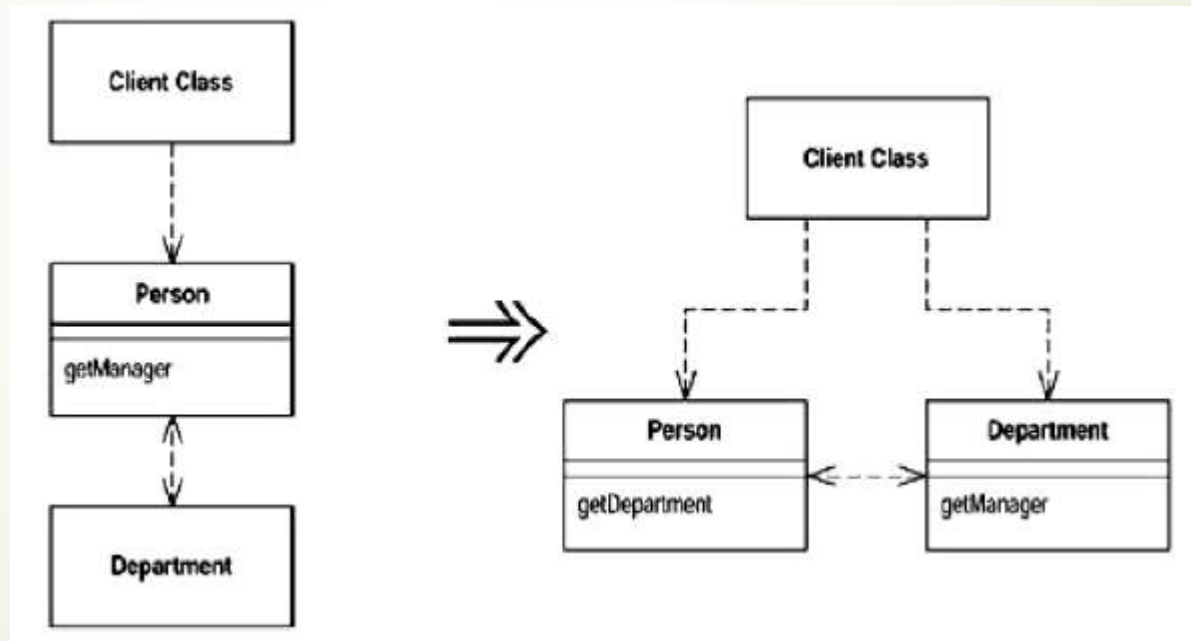 Client Class
Person
getManager
Department
Client Class
Person
getDepartment
Department
getManager